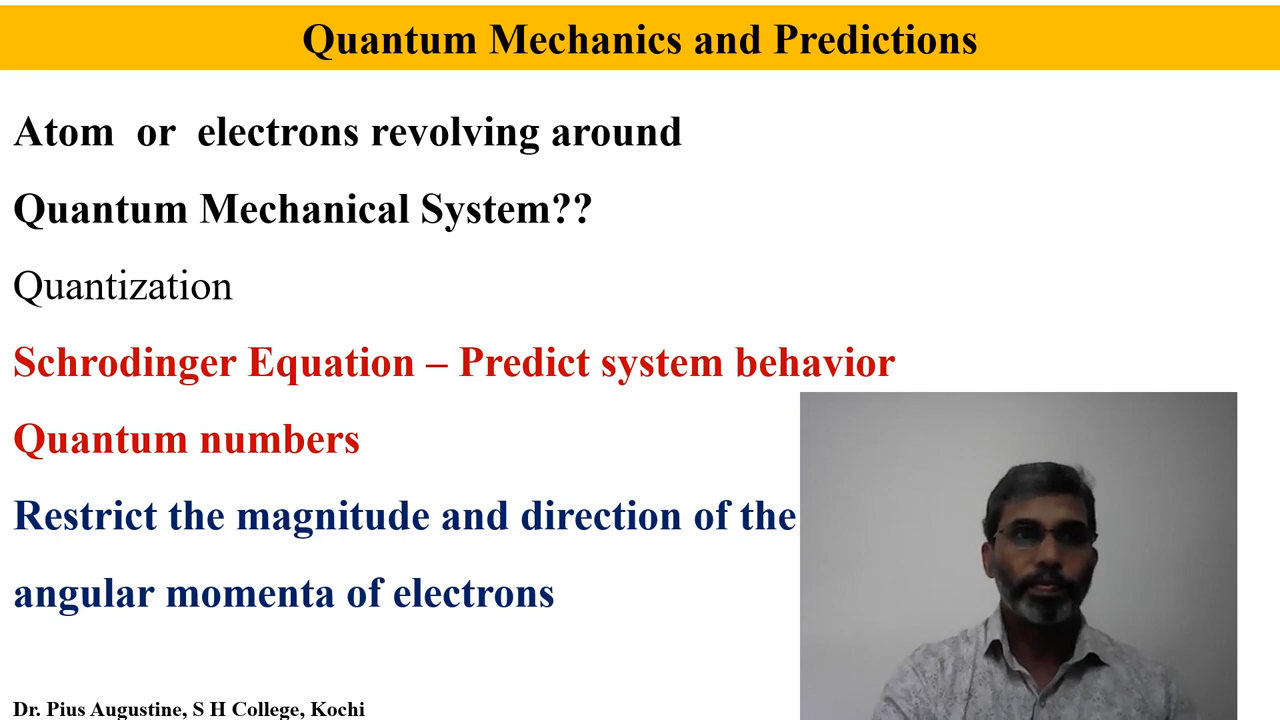 Quantum Mechanics and Predictions
Atom or electrons revolving around
Quantum Mechanical System??
Quantization
Schrodinger Equation – Predict system behavior
Quantum numbers
Restrict the magnitude and direction of the
angular momenta of electrons
Dr. Pius Augustine, S H College, Kochi